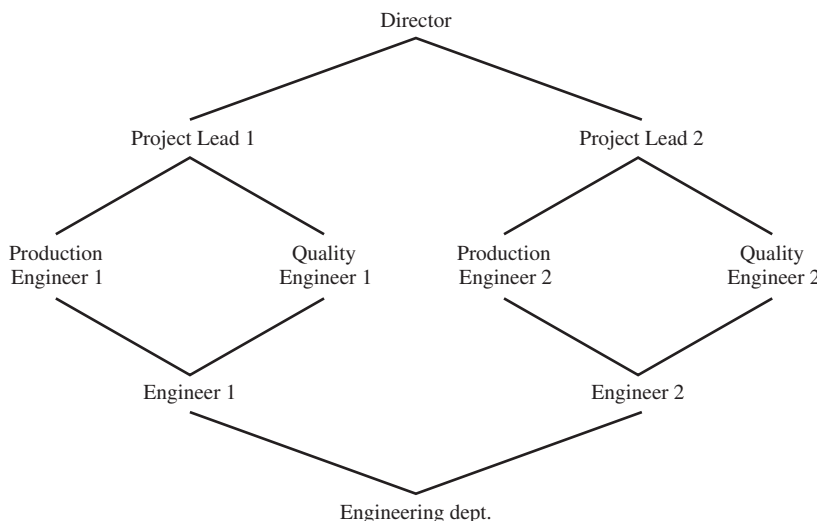 Director
Project Lead 1
Project Lead 2
Production
Engineer 1
Quality
Engineer 1
Production
Engineer 2
Quality
Engineer 2
Engineer 1
Engineer 2
Engineering dept.